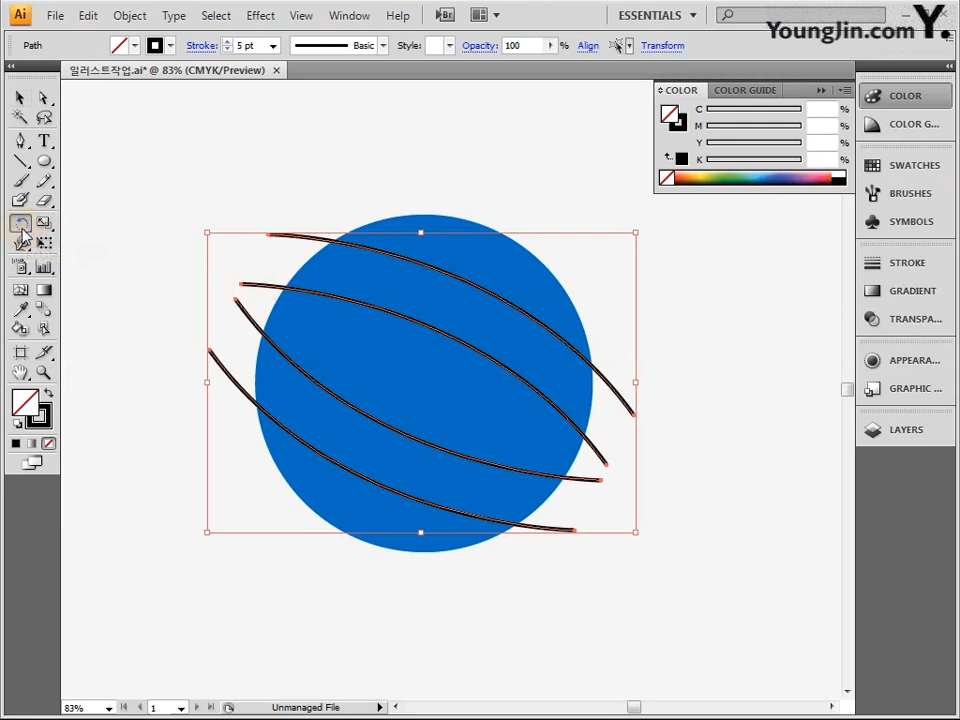 Ai File Edit Object Type Select Effect View Window Help Br ESSENTIALS
YoungJin.com Y.
Path Stroke: 5 pt Basic Style: Opacity: 100 % Align Transform
일러스트작업.ai* @ 83% (CMYK/Preview)
COLOR COLOR GUIDE
C %
M %
Y %
K %
COLOR
COLOR G...
SWATCHES
BRUSHES
SYMBOLS
STROKE
GRADIENT
TRANSPA...
APPEARA...
GRAPHIC ...
LAYERS
T
83% 1 Unmanaged File